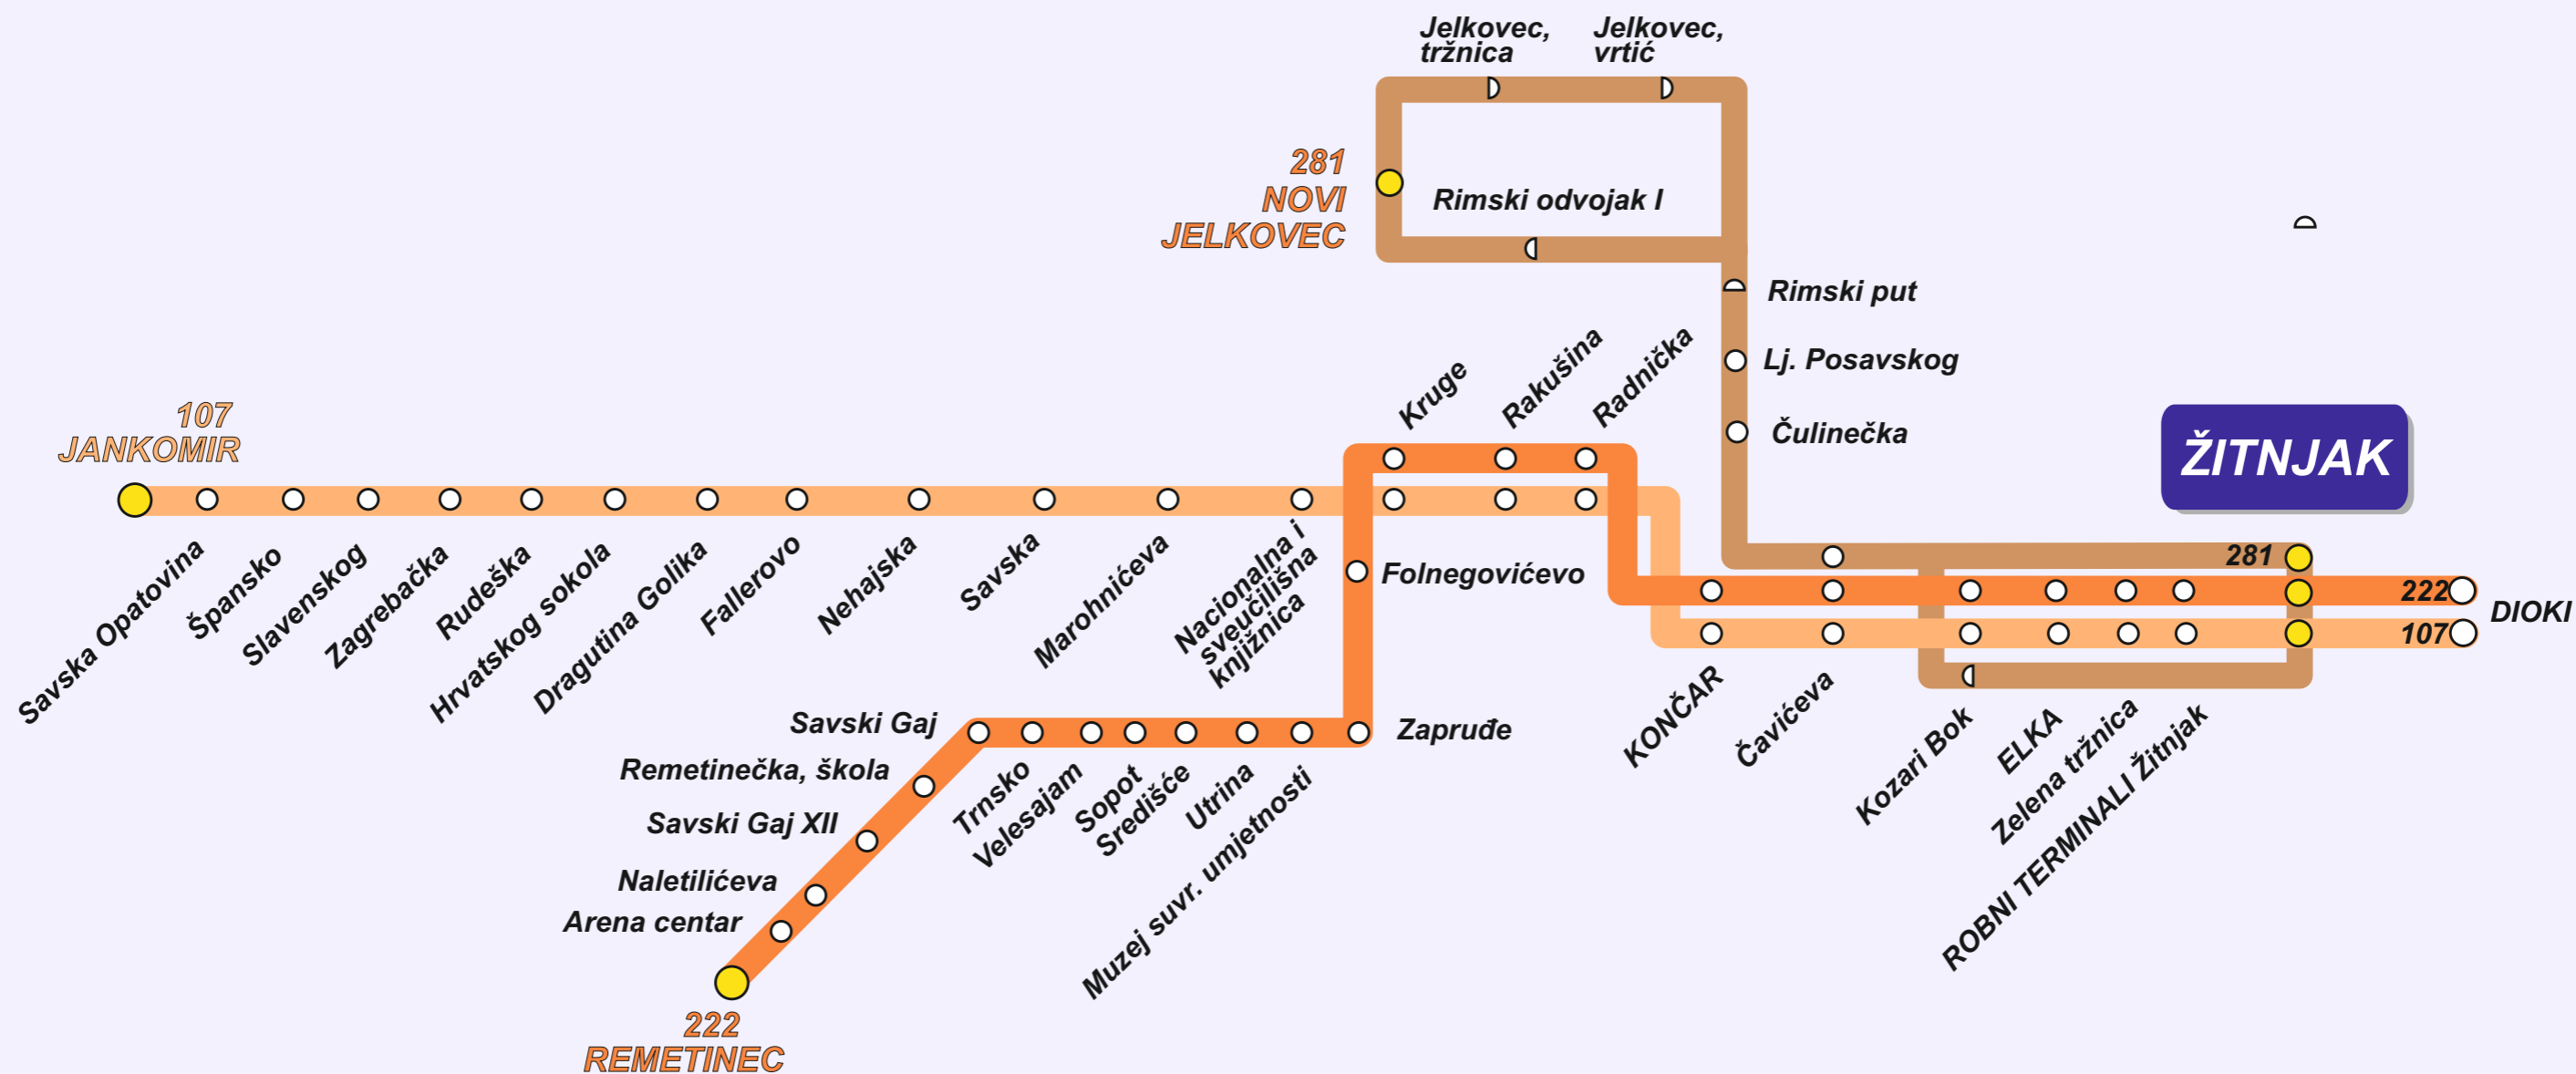 Jelkovec,
tržnica
Jelkovec,
vrtić
281
NOVI
JELKOVEC
Rimski odvojak I
Rimski put
Lj. Posavskog
Čulinečka
ŽITNJAK
Kruge
Rakušina
Radnička
107
JANKOMIR
Savska Opatovina
Špansko
Slavenskog
Zagrebačka
Rudeška
Hrvatskog sokola
Dragutina Golika
Fallerovo
Nehajska
Savska
Marohnićeva
Nacionalna i
sveučilišna
knjižnica
Folnegovićevo
281
222
107
DIOKI
Zapruđe
KONČAR
Čavićeva
Kozari Bok
ELKA
Zelena tržnica
ROBNI TERMINALI Žitnjak
Savski Gaj
Remetinečka, škola
Savski Gaj XII
Naletilićeva
Arena centar
Trnsko
Velesajam
Sopot
Središće
Utrina
Muzej suvr. umjetnosti
222
REMETINEC